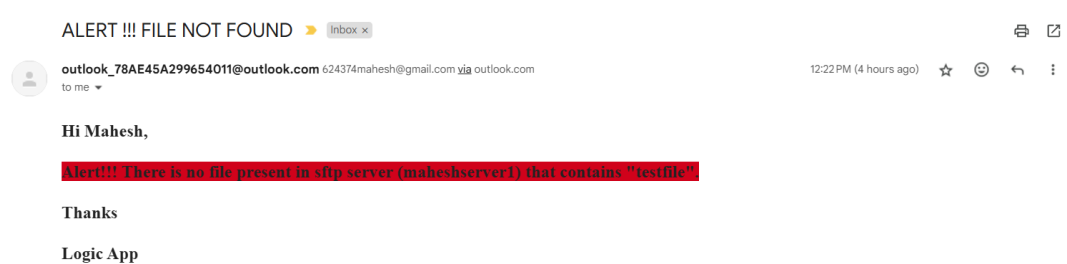 ALERT !!! FILE NOT FOUND Inbox ×
outlook_78AE45A299654011@outlook.com 624374mahesh@gmail.com via outlook.com 12:22 PM (4 hours ago)
to me
Hi Mahesh,
Alert!!! There is no file present in sftp server (maheshserver1) that contains "testfile".
Thanks
Logic App